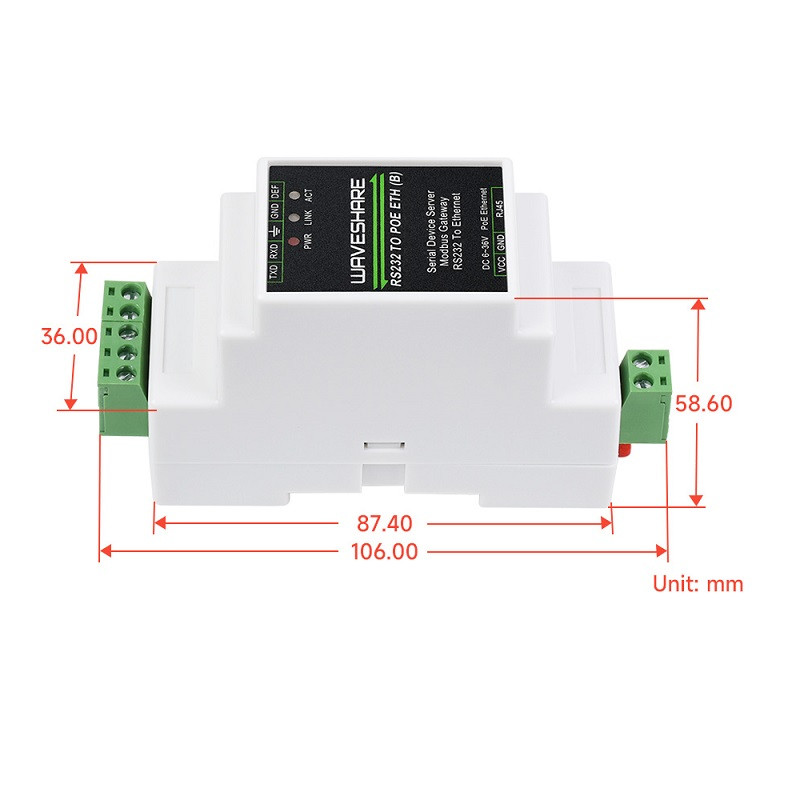 TXD RXD ⏚ GND DEF
PWR LINK ACT
WAVESHARE
RS232 TO POE ETH (B)
Serial Device Server
Modbus Gateway
RS232 To Ethernet
DC 6~36V PoE Ethernet
VCC GND RJ45
36.00
58.60
87.40
106.00
Unit: mm